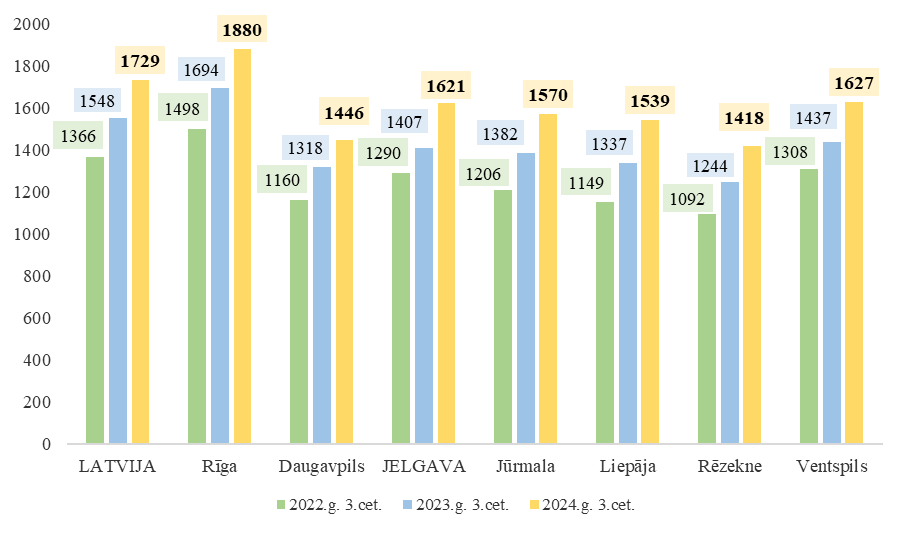 2000
1800
1600
1400
1200
1000
800
600
400
200
0
1366 1548 1729
1498 1694 1880
1160 1318 1446
1290 1407 1621
1206 1382 1570
1149 1337 1539
1092 1244 1418
1308 1437 1627
LATVIJA Rīga Daugavpils JELGAVA Jūrmala Liepāja Rēzekne Ventspils
2022.g. 3.cet. 2023.g. 3.cet. 2024.g. 3.cet.